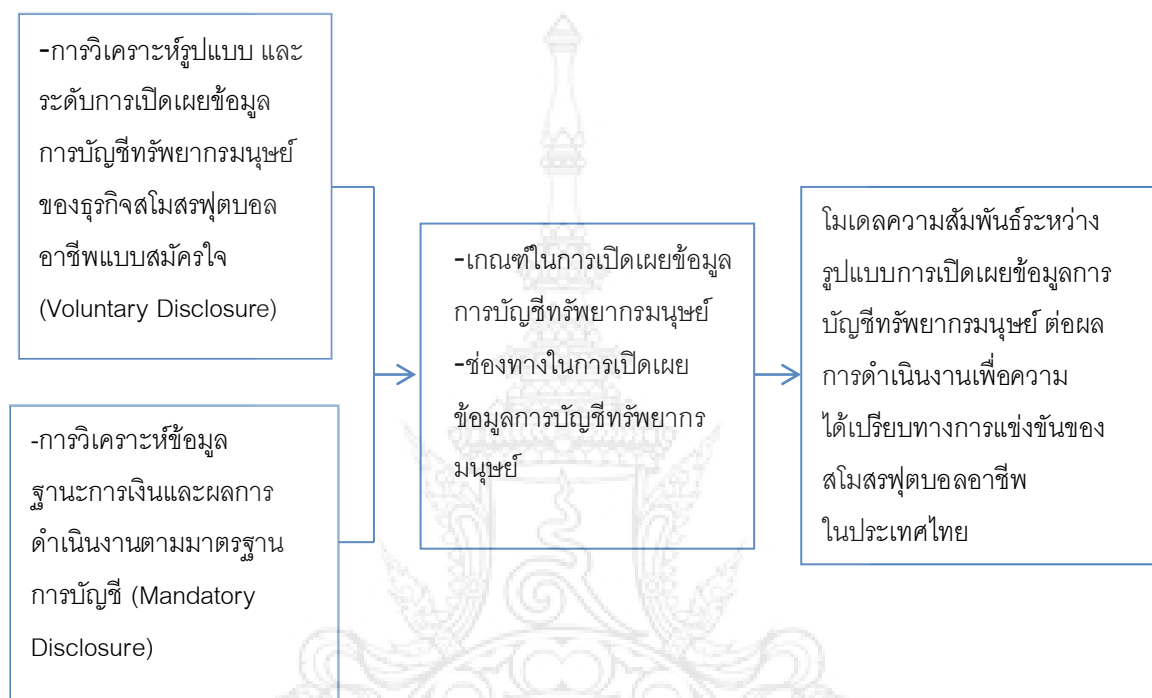 -การวิเคราะห์รูปแบบ และ
ระดับการเปิดเผยข้อมูล
การบัญชีทรัพยากรมนุษย์
ของธุรกิจสโมสรฟุตบอล
อาชีพแบบสมัครใจ
(Voluntary Disclosure)
-การวิเคราะห์ข้อมูล
ฐานะการเงินและผลการ
ดำเนินงานตามมาตรฐาน
การบัญชี (Mandatory
Disclosure)
-เกณฑ์ในการเปิดเผยข้อมูล
การบัญชีทรัพยากรมนุษย์
-ช่องทางในการเปิดเผย
ข้อมูลการบัญชีทรัพยากร
มนุษย์
โมเดลความสัมพันธ์ระหว่าง
รูปแบบการเปิดเผยข้อมูลการ
บัญชีทรัพยากรมนุษย์ ต่อผล
การดำเนินงานเพื่อความ
ได้เปรียบทางการแข่งขันของ
สโมสรฟุตบอลอาชีพ
ในประเทศไทย